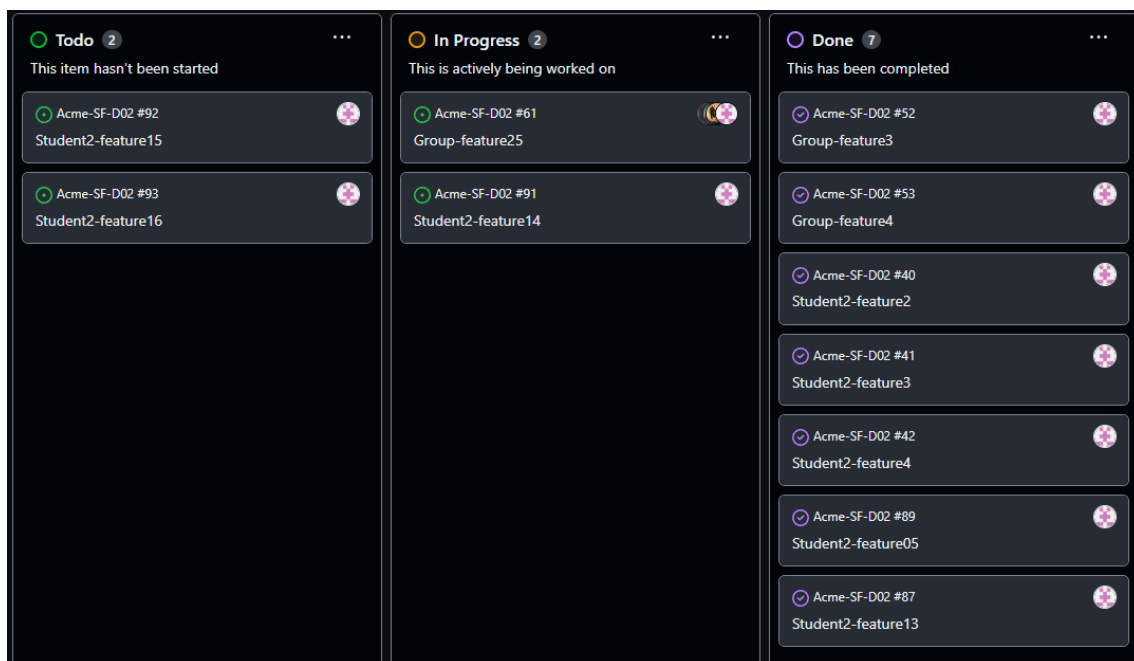 Todo 2 ...
This item hasn't been started
Acme-SF-D02 #92
Student2-feature15
Acme-SF-D02 #93
Student2-feature16
In Progress 2 ...
This is actively being worked on
Acme-SF-D02 #61
Group-feature25
Acme-SF-D02 #91
Student2-feature14
Done 7 ...
This has been completed
Acme-SF-D02 #52
Group-feature3
Acme-SF-D02 #53
Group-feature4
Acme-SF-D02 #40
Student2-feature2
Acme-SF-D02 #41
Student2-feature3
Acme-SF-D02 #42
Student2-feature4
Acme-SF-D02 #89
Student2-feature05
Acme-SF-D02 #87
Student2-feature13